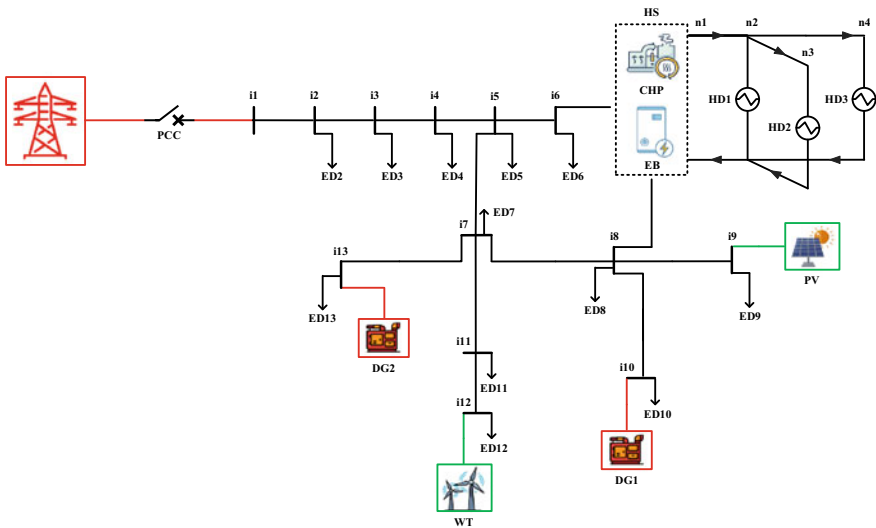 HS
n1
n2
n4
n3
CHP
HD1
HD3
HD2
EB
i1
i2
i3
i4
i5
i6
PCC
ED2
ED3
ED4
ED5
ED6
ED7
i7
i8
i9
i13
PV
ED13
ED8
ED9
DG2
i11
ED11
i10
i12
ED10
ED12
DG1
WT